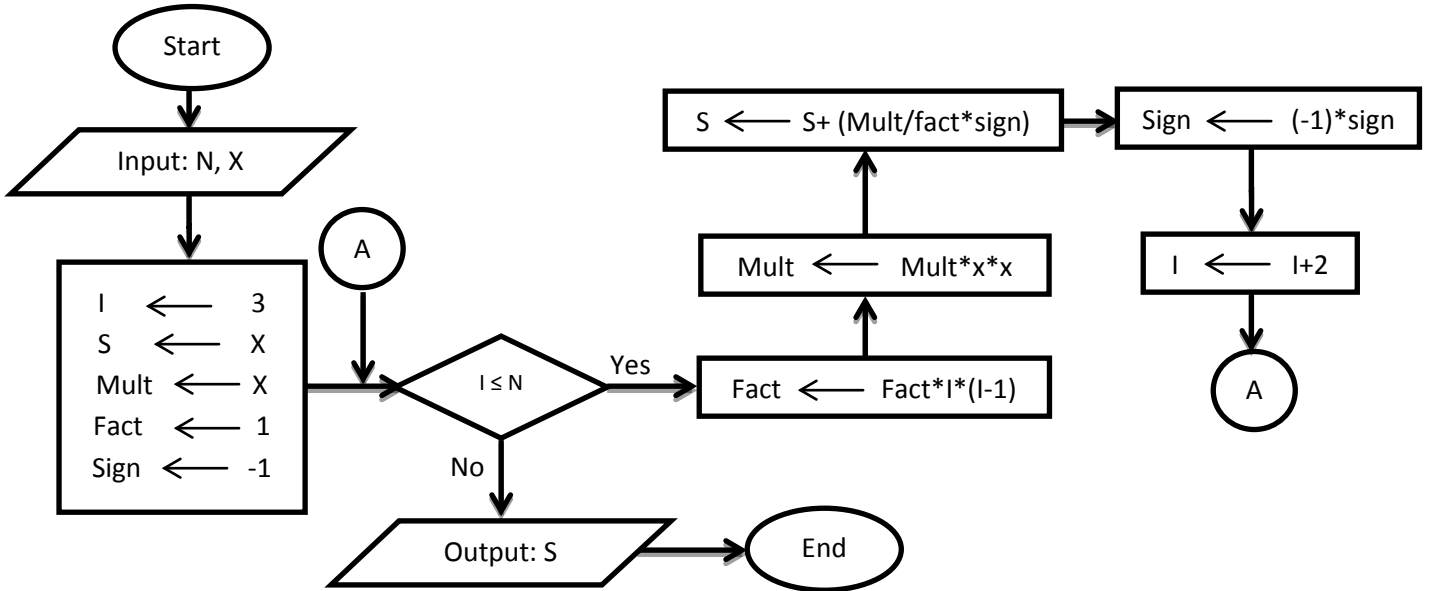 Start
Input: N, X
I ← 3
S ← X
Mult ← X
Fact ← 1
Sign ← -1
A
I ≤ N
Yes
No
Fact ← Fact*I*(I-1)
Mult ← Mult*x*x
S ← S+ (Mult/fact*sign)
Sign ← (-1)*sign
I ← I+2
A
Output: S
End